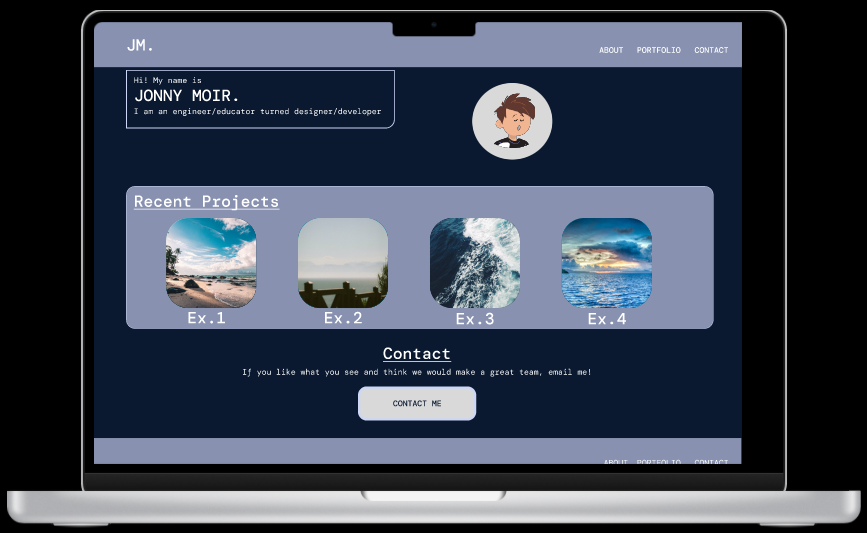 JM.
ABOUT PORTFOLIO CONTACT
Hi! My name is
JONNY MOIR.
I am an engineer/educator turned designer/developer
Recent Projects
Ex.1 Ex.2 Ex.3 Ex.4
Contact
If you like what you see and think we would make a great team, email me!
CONTACT ME
ABOUT PORTFOLIO CONTACT